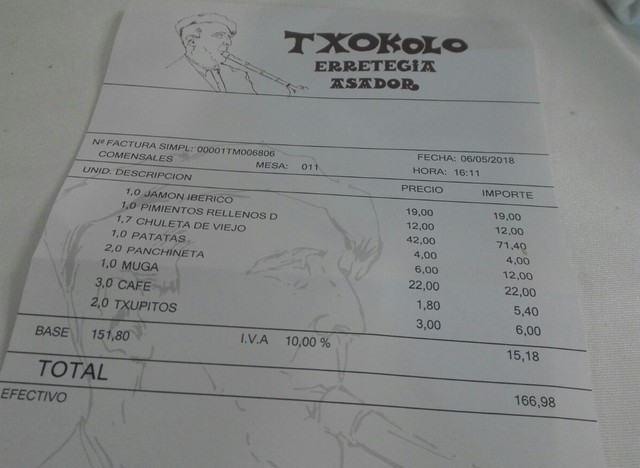 TXOKOLO
ERRETEGIA
ASADOR
Nº FACTURA SIMPL: 00001TM006806 FECHA: 06/05/2018
COMENSALES MESA: 011 HORA: 16:11
UNID. DESCRIPCION PRECIO IMPORTE
1,0 JAMON IBERICO 19,00 19,00
1,0 PIMIENTOS RELLENOS D 12,00 12,00
1,7 CHULETA DE VIEJO 42,00 71,40
1,0 PATATAS 4,00 4,00
2,0 PANCHINETA 6,00 12,00
1,0 MUGA 22,00 22,00
3,0 CAFE 1,80 5,40
2,0 TXUPITOS 3,00 6,00
BASE 151,80 I.V.A 10,00 % 15,18
TOTAL 166,98
EFECTIVO